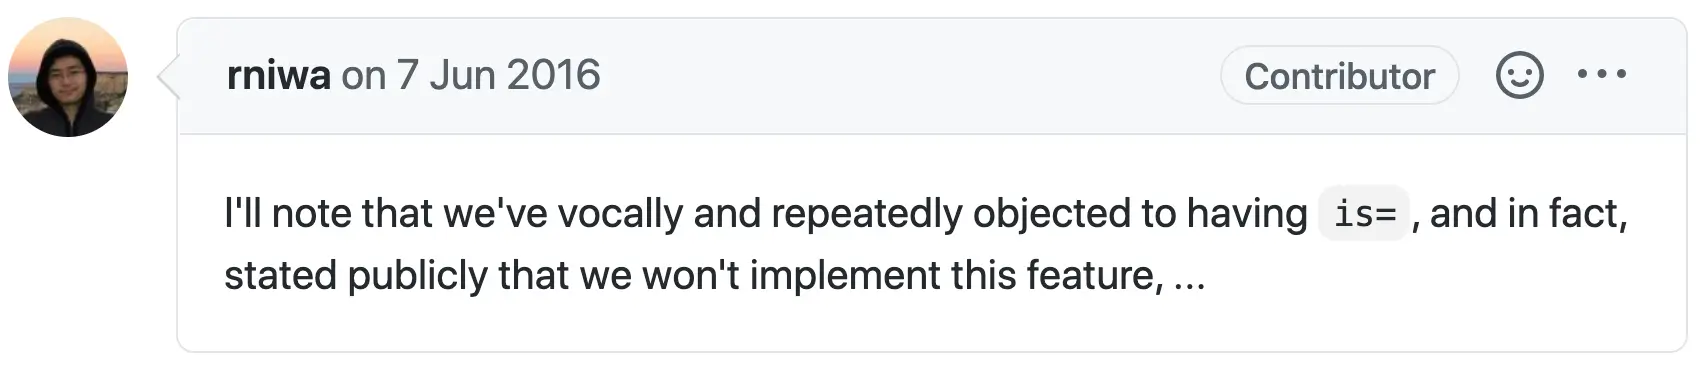 rniwa on 7 Jun 2016 Contributor
I'll note that we've vocally and repeatedly objected to having is=, and in fact,
stated publicly that we won't implement this feature, ...